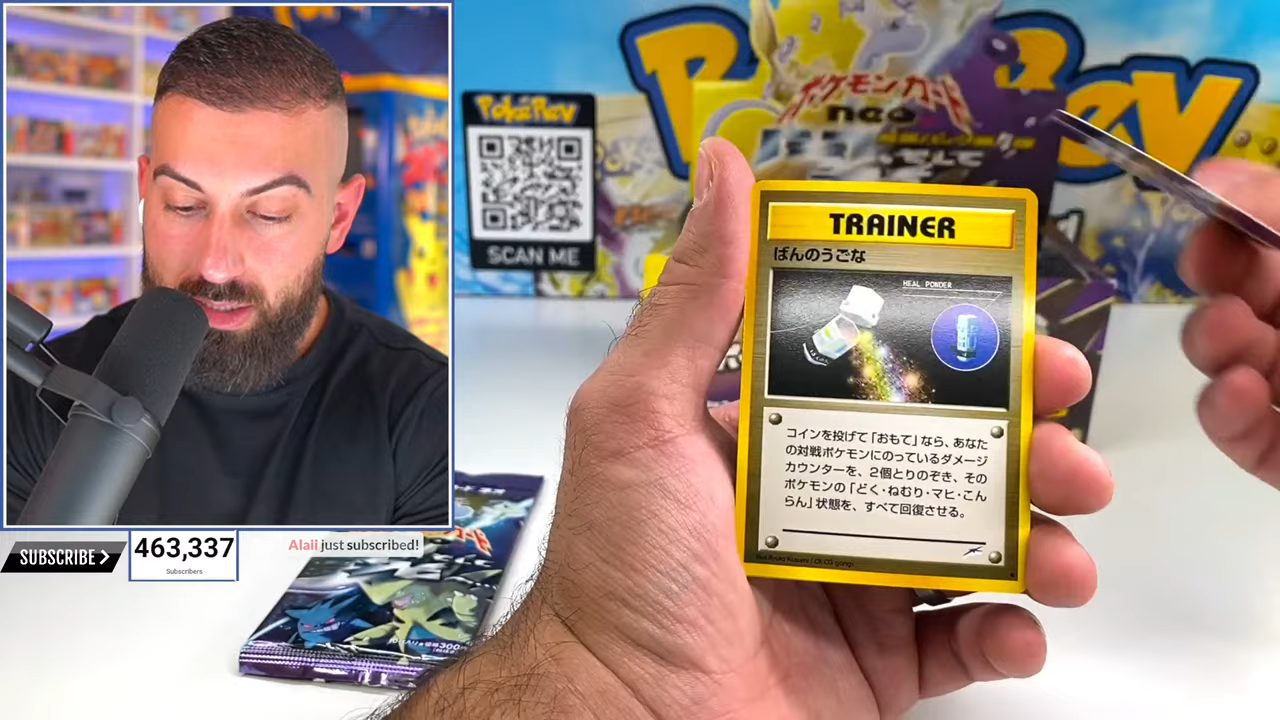 PokéRev
SCAN ME
ポケモンカード
neo
TRAINER
ばんのうごな
HEAL POWDER
コインを投げて「おもて」なら、あなた
の対戦ポケモンにのっているダメージ
カウンターを、2個とりのぞき、その
ポケモンの「どく・ねむり・マヒ・こん
らん」状態を、すべて回復させる。
SUBSCRIBE
463,337
Subscribers
Alaii just subscribed!